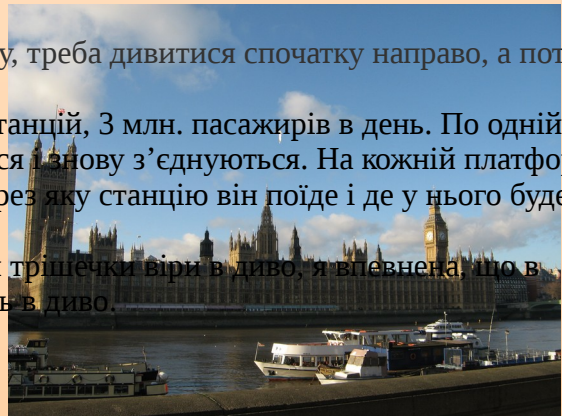 у, треба дивитися спочатку направо, а пот
танцій, 3 млн. пасажирів в день. По одній
ся і знову з’єднуються. На кожній платфо
рез яку станцію він поїде і де у нього буде
трішечки віри в диво, я впевнена, що в
ь в диво.